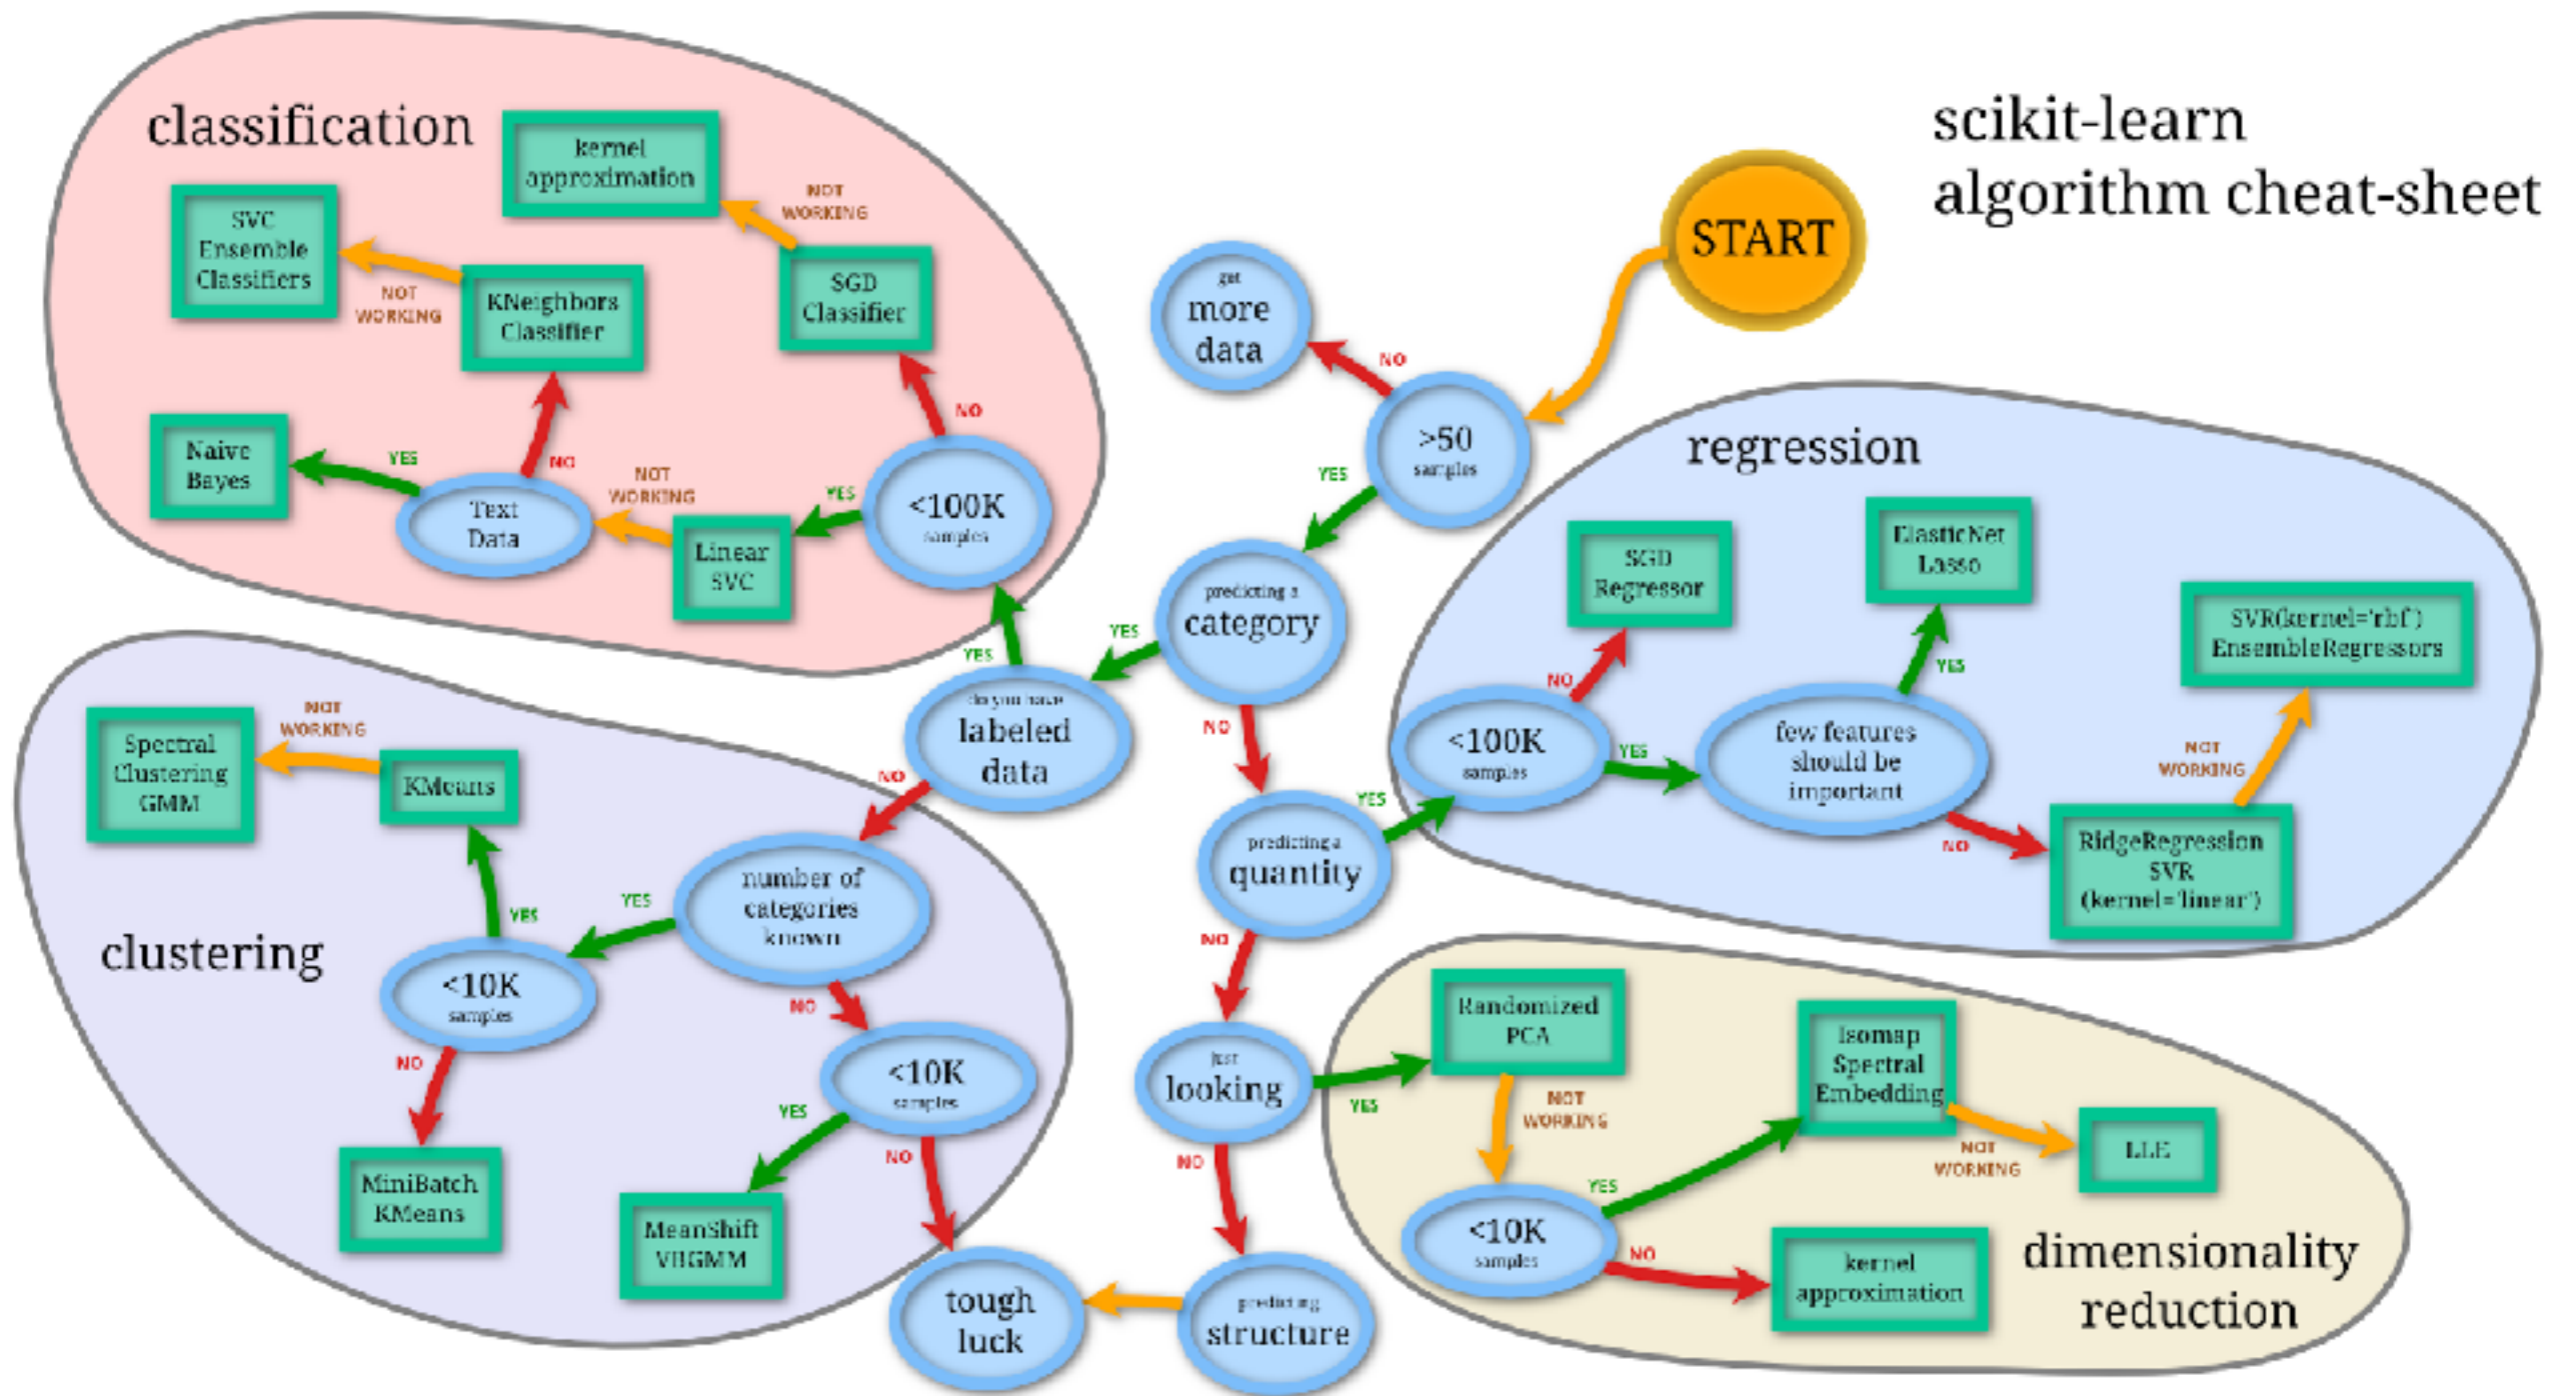 scikit-learn
algorithm cheat-sheet
START
get
more
data
NO
>50
samples
YES
predicting a
category
YES
NO
do you have
labeled
data
YES
NO
predicting a
quantity
YES
NO
just
looking
YES
NO
predicting
structure
tough
luck
classification
kernel
approximation
NOT
WORKING
SVC
Ensemble
Classifiers
NOT
WORKING
KNeighbors
Classifier
SGD
Classifier
NO
Naive
Bayes
YES
NO
Text
Data
NOT
WORKING
Linear
SVC
YES
<100K
samples
regression
SGD
Regressor
ElasticNet
Lasso
SVR(kernel='rbf')
EnsembleRegressors
NO
YES
<100K
samples
YES
few features
should be
important
NOT
WORKING
NO
RidgeRegression
SVR
(kernel='linear')
clustering
Spectral
Clustering
GMM
NOT
WORKING
KMeans
number of
categories
known
YES
YES
<10K
samples
NO
NO
<10K
samples
YES
NO
MiniBatch
KMeans
MeanShift
VBGMM
Randomized
PCA
NOT
WORKING
Isomap
Spectral
Embedding
NOT
WORKING
LLE
YES
<10K
samples
NO
kernel
approximation
dimensionality
reduction